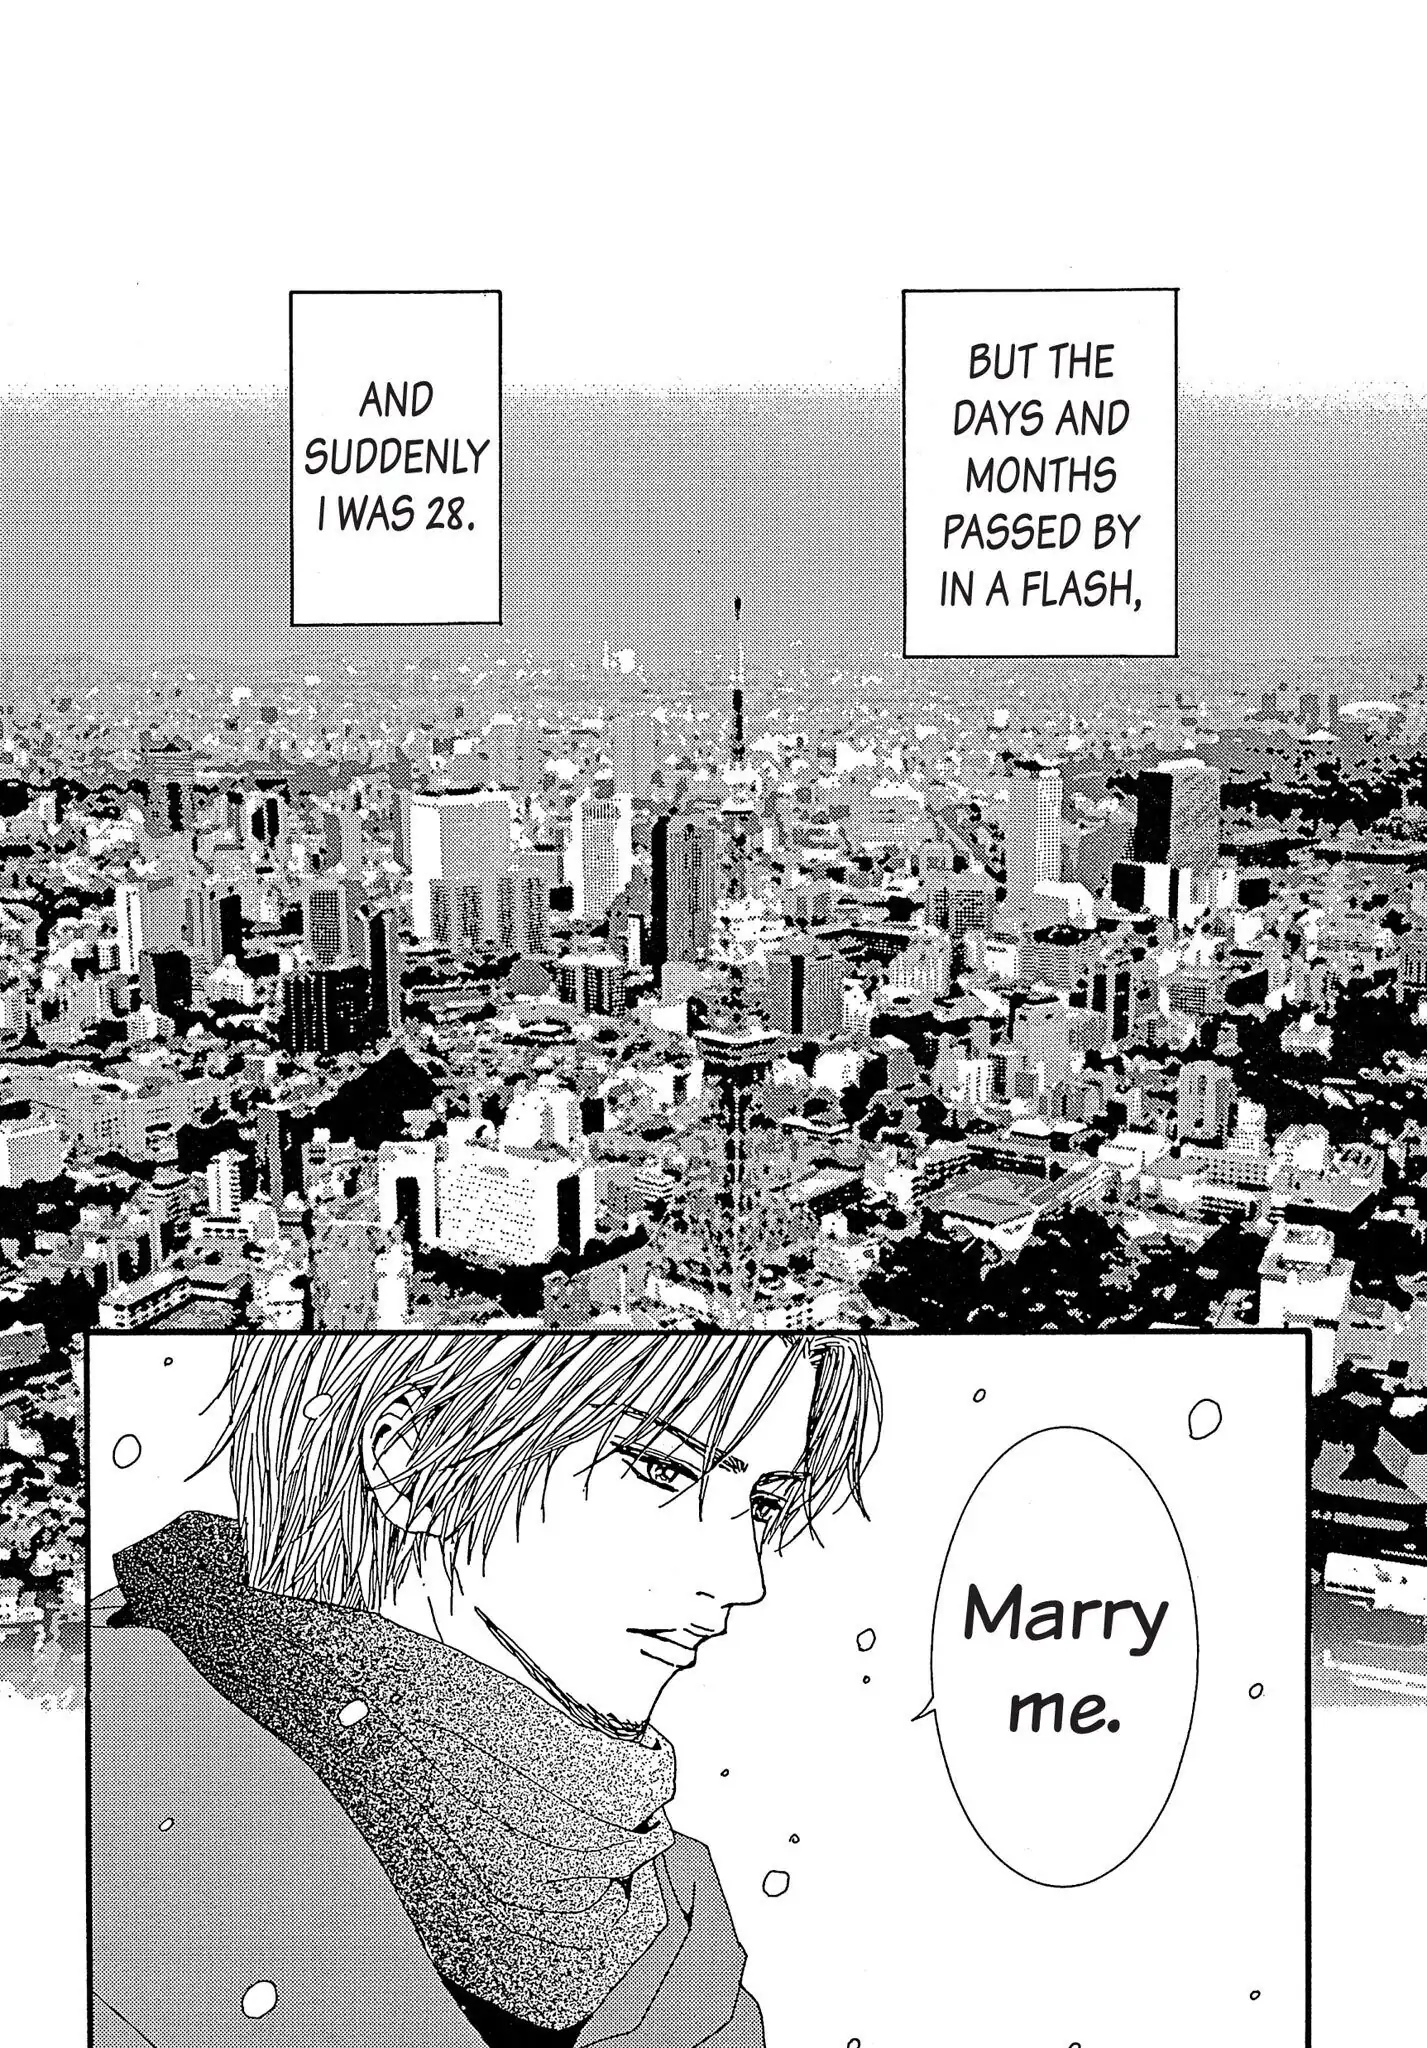 BUT THE
DAYS AND
MONTHS
PASSED BY
IN A FLASH,
AND
SUDDENLY
I WAS 28.
Marry
me.